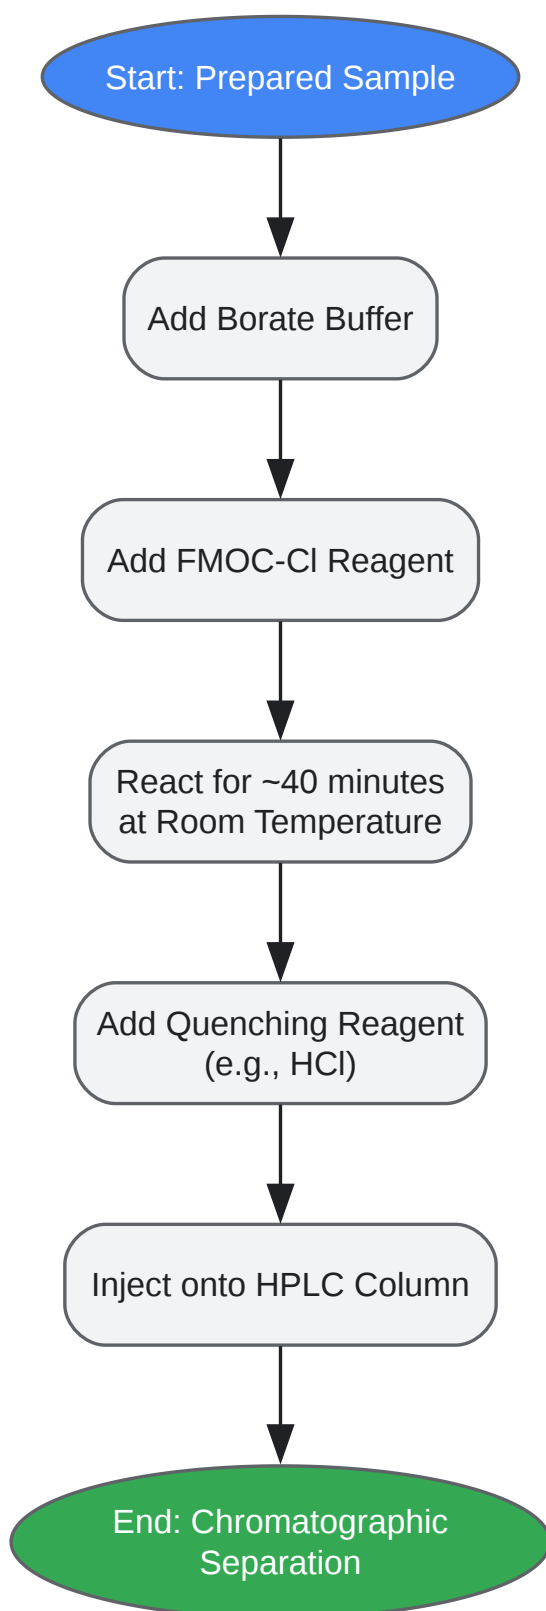 Start: Prepared Sample
Add Borate Buffer
Add FMOC-Cl Reagent
React for ~40 minutes
at Room Temperature
Add Quenching Reagent
(e.g., HCl)
Inject onto HPLC Column
End: Chromatographic
Separation